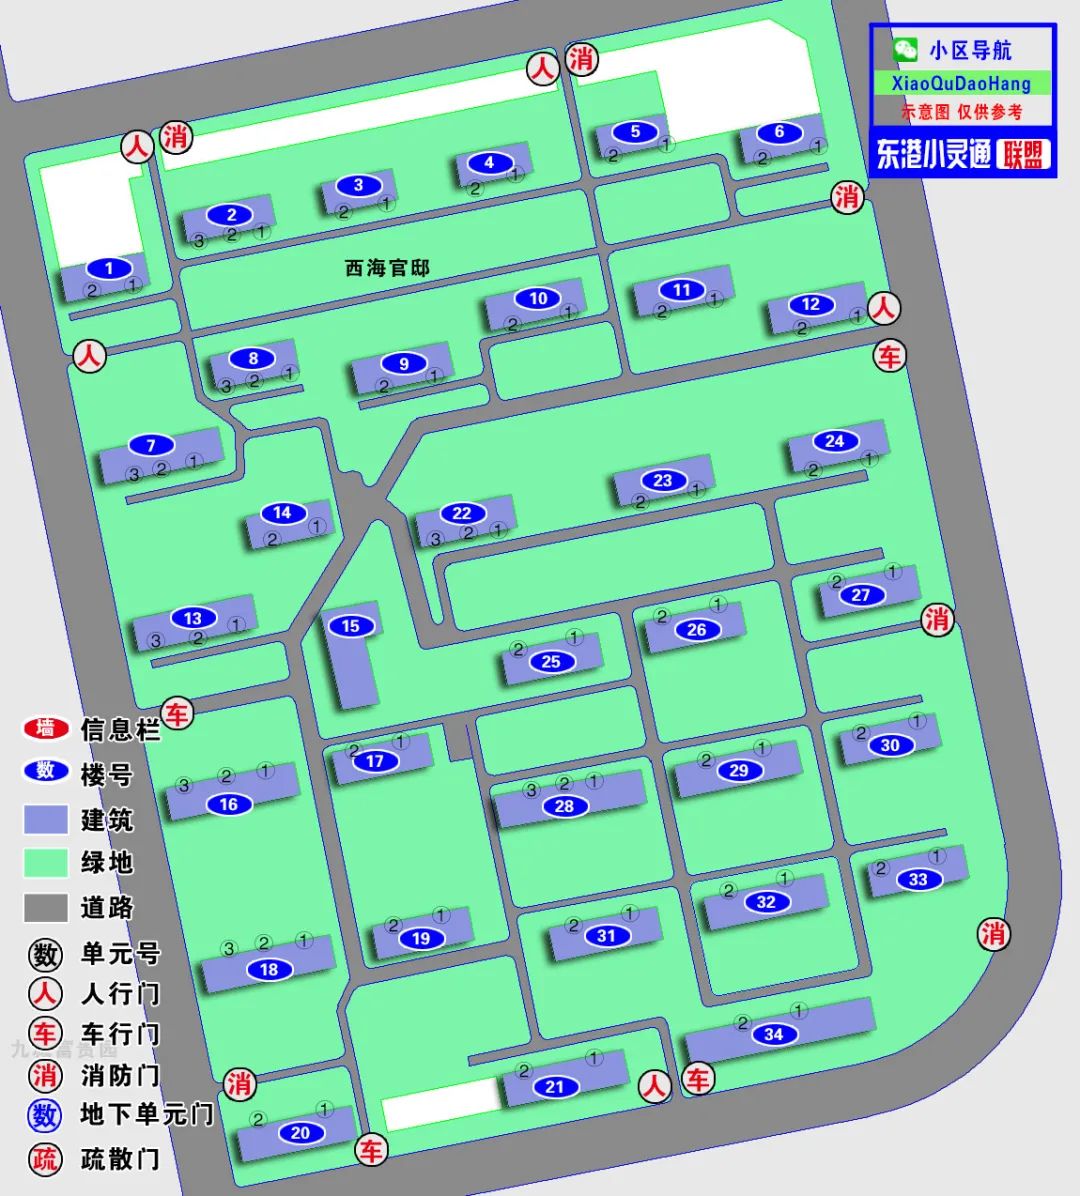 小区导航
XiaoQuDaoHang
示意图 仅供参考
东港小灵通 联盟
人 消
人 消
5 6
2 1 2 1
4
2 1
3
2 1
2
3 2 1
消
1
2 1
西海官邸
10 11 12 人
2 1 2 1 2 1
人 车
8 9
3 2 1 2 1
7
3 2 1
24
2 1
23
2 1
14 22
2 1 3 2 1
27
2 1
13 15
3 2 1
26
2 1
消
25
2 1
车
17
2 1
30
2 1
29
2 1
16
3 2 1
28
3 2 1
33
2 1
32
2 1
19 31
2 1 2 1
消
18
3 2 1
34
2 1
21
2 1
人 车
消
20
2 1
车
墙 信息栏
数 楼号
建筑
绿地
道路
数 单元号
人 人行门
车 车行门
消 消防门
数 地下单元门
疏 疏散门